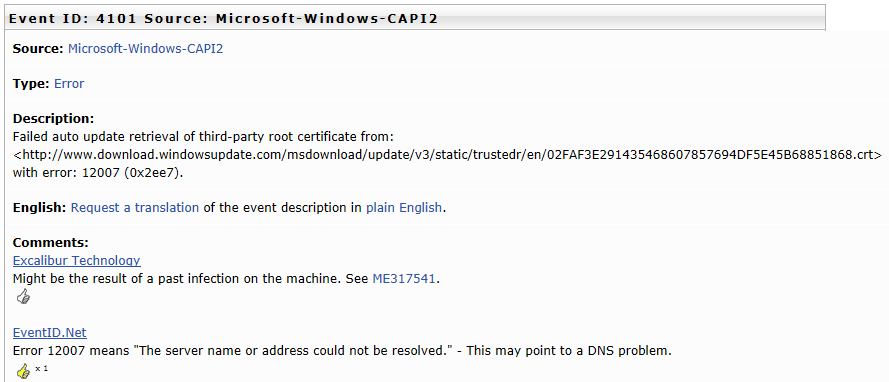 Event ID: 4101 Source: Microsoft-Windows-CAPI2
Source: Microsoft-Windows-CAPI2
Type: Error
Description:
Failed auto update retrieval of third-party root certificate from:
<http://www.download.windowsupdate.com/msdownload/update/v3/static/trustedr/en/02FAF3E291435468607857694DF5E45B68851868.crt>
with error: 12007 (0x2ee7).
English: Request a translation of the event description in plain English.
Comments:
Excalibur Technology
Might be the result of a past infection on the machine. See ME317541.
EventID.Net
Error 12007 means "The server name or address could not be resolved." - This may point to a DNS problem.
x 1